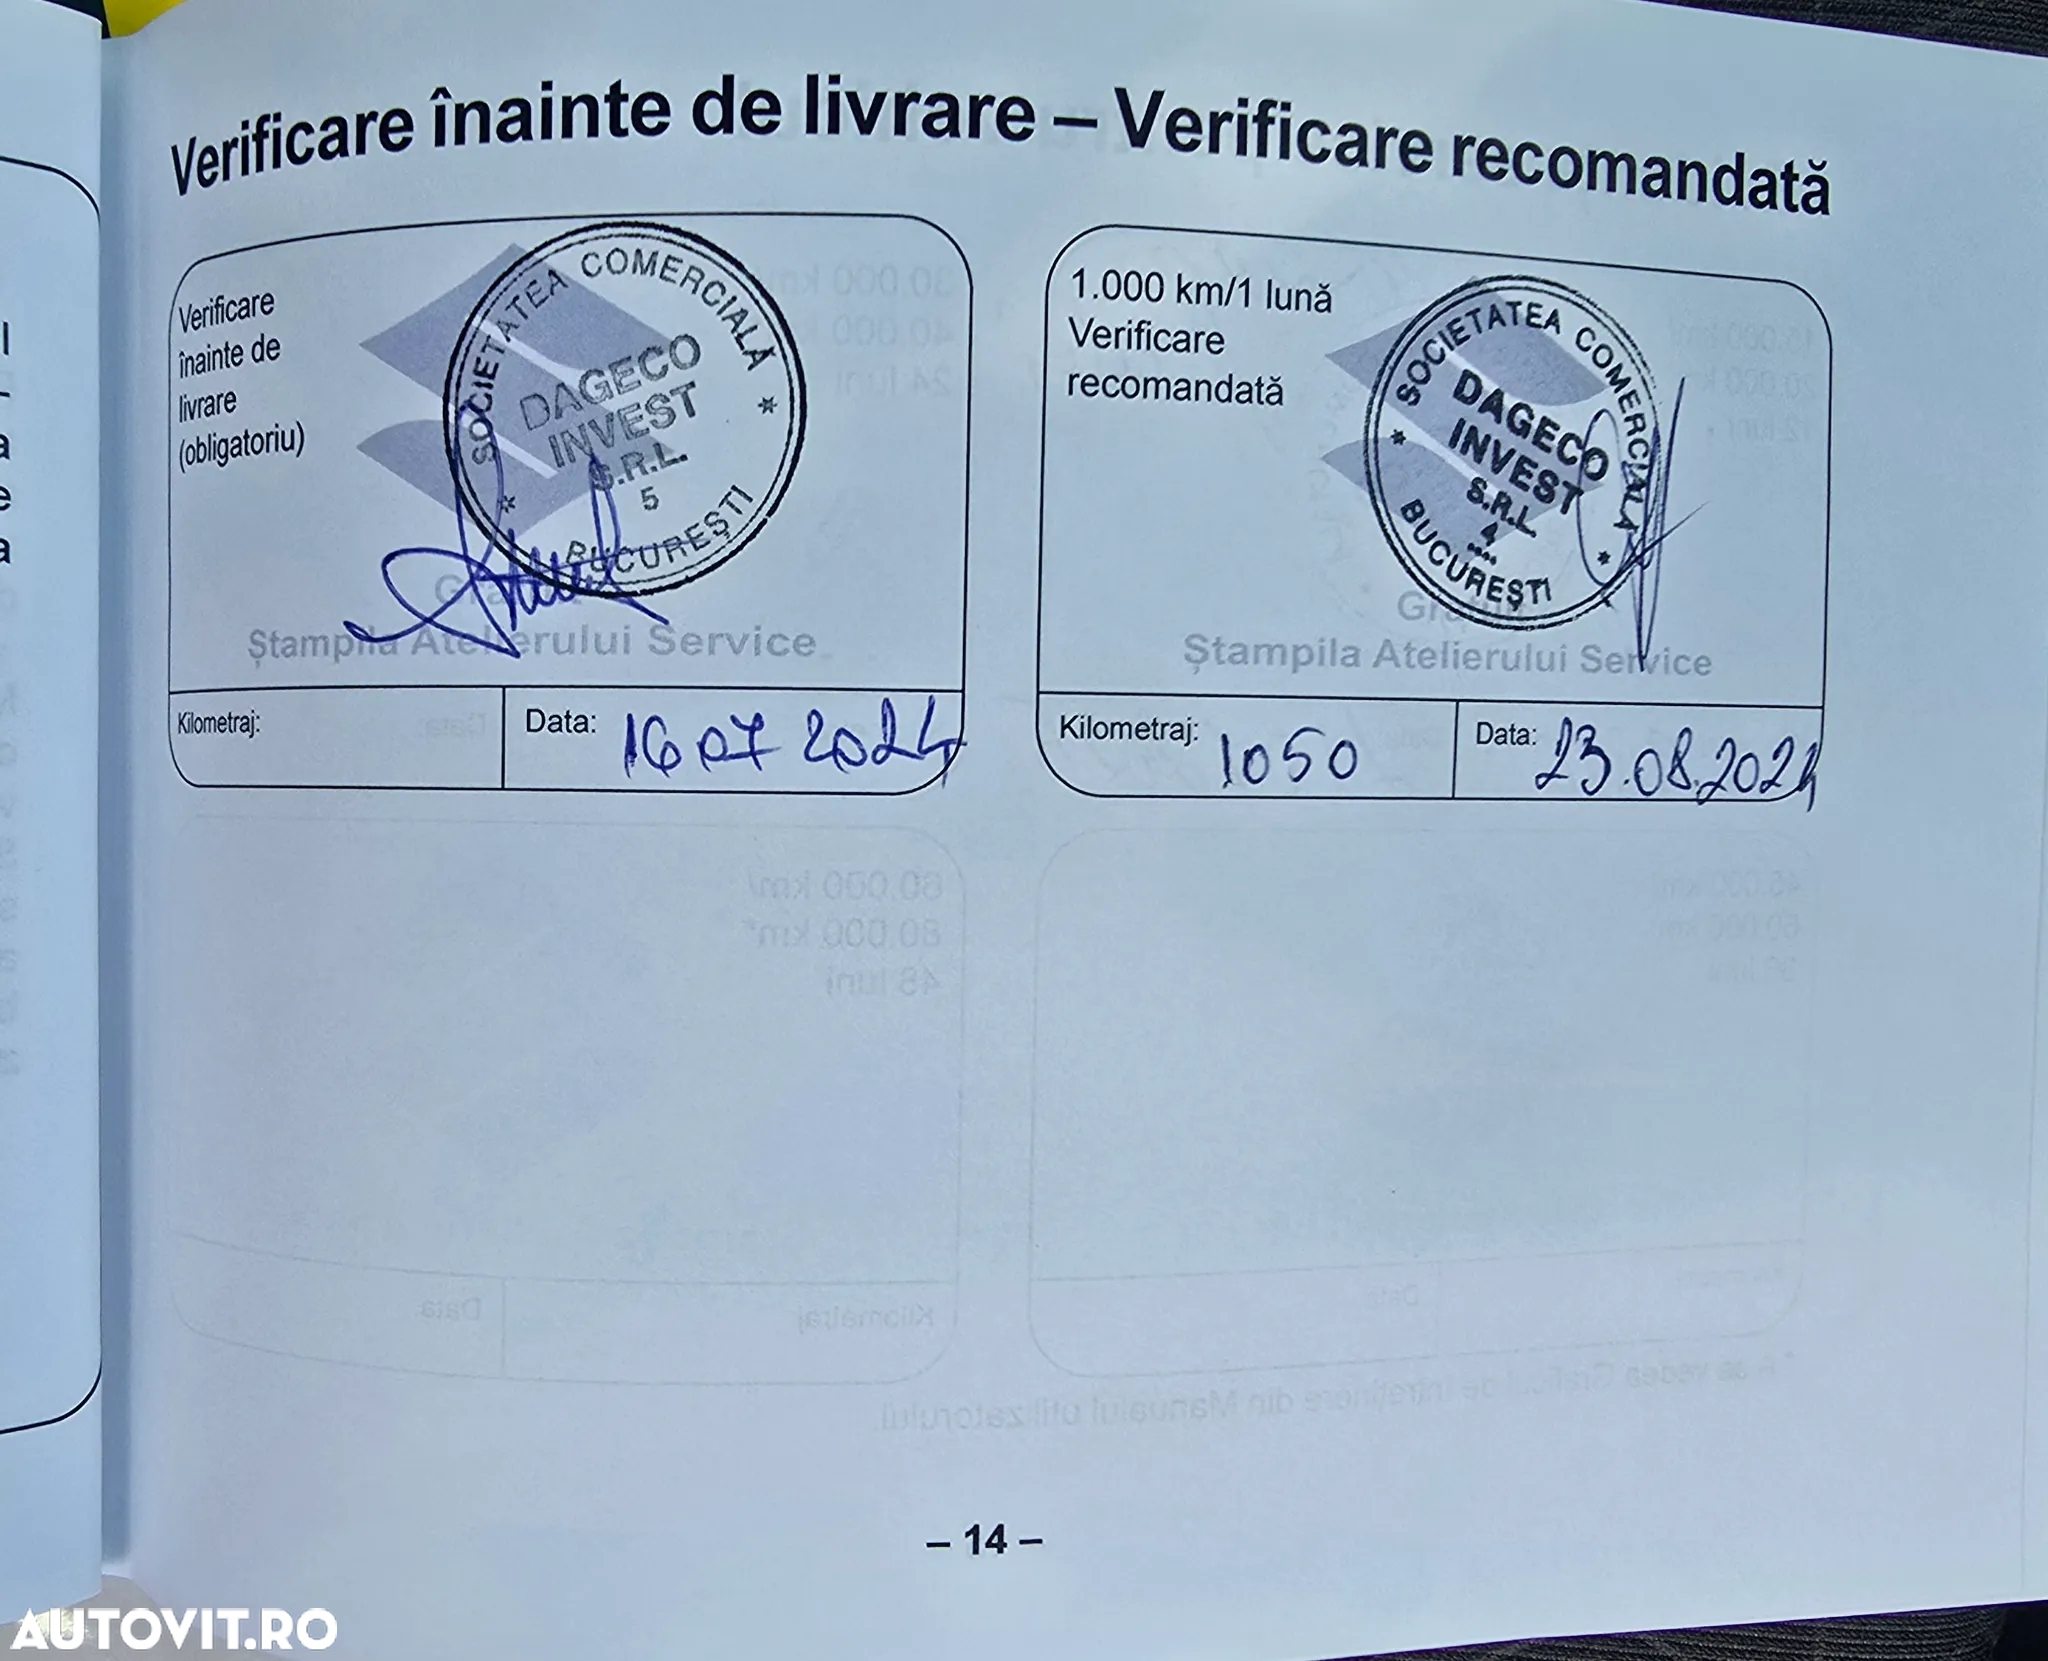 Verificare înainte de livrare – Verificare recomandată
Verificare
înainte de
livrare
(obligatoriu)
SOCIETATEA COMERCIALĂ
DAGECO
INVEST
S.R.L.
5
BUCUREȘTI
Ștampila Atelierului Service
Kilometraj:
Data: 16 07 2024
1.000 km/1 lună
Verificare
recomandată
SOCIETATEA COMERCIALĂ
DAGECO
INVEST
S.R.L.
4
BUCUREȘTI
Ștampila Atelierului Service
Kilometraj: 1050
Data: 23.08.2024
– 14 –
AUTOVIT.RO